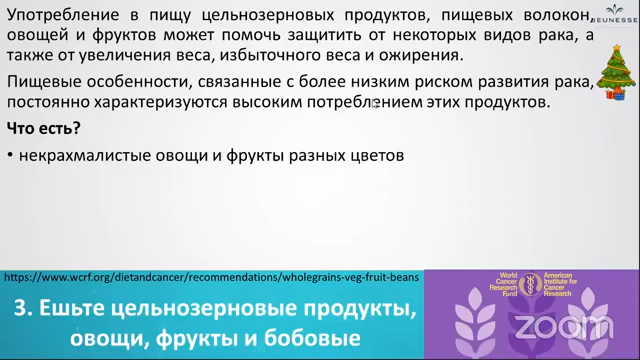 Употребление в пищу цельнозерновых продуктов, пищевых волокон,
овощей и фруктов может помочь защитить от некоторых видов рака, а
также от увеличения веса, избыточного веса и ожирения.
JEUNESSE
Пищевые особенности, связанные с более низким риском развития рака,
постоянно характеризуются высоким потреблением этих продуктов.
Что есть?
• некрахмалистые овощи и фрукты разных цветов
https://www.wcrf.org/dietandcancer/recommendations/wholegrains-veg-fruit-beans
3. Ешьте цельнозерновые продукты,
овощи, фрукты и бобовые
World
Cancer
Research
Fund
American
Institute for
Cancer
Research
zoom